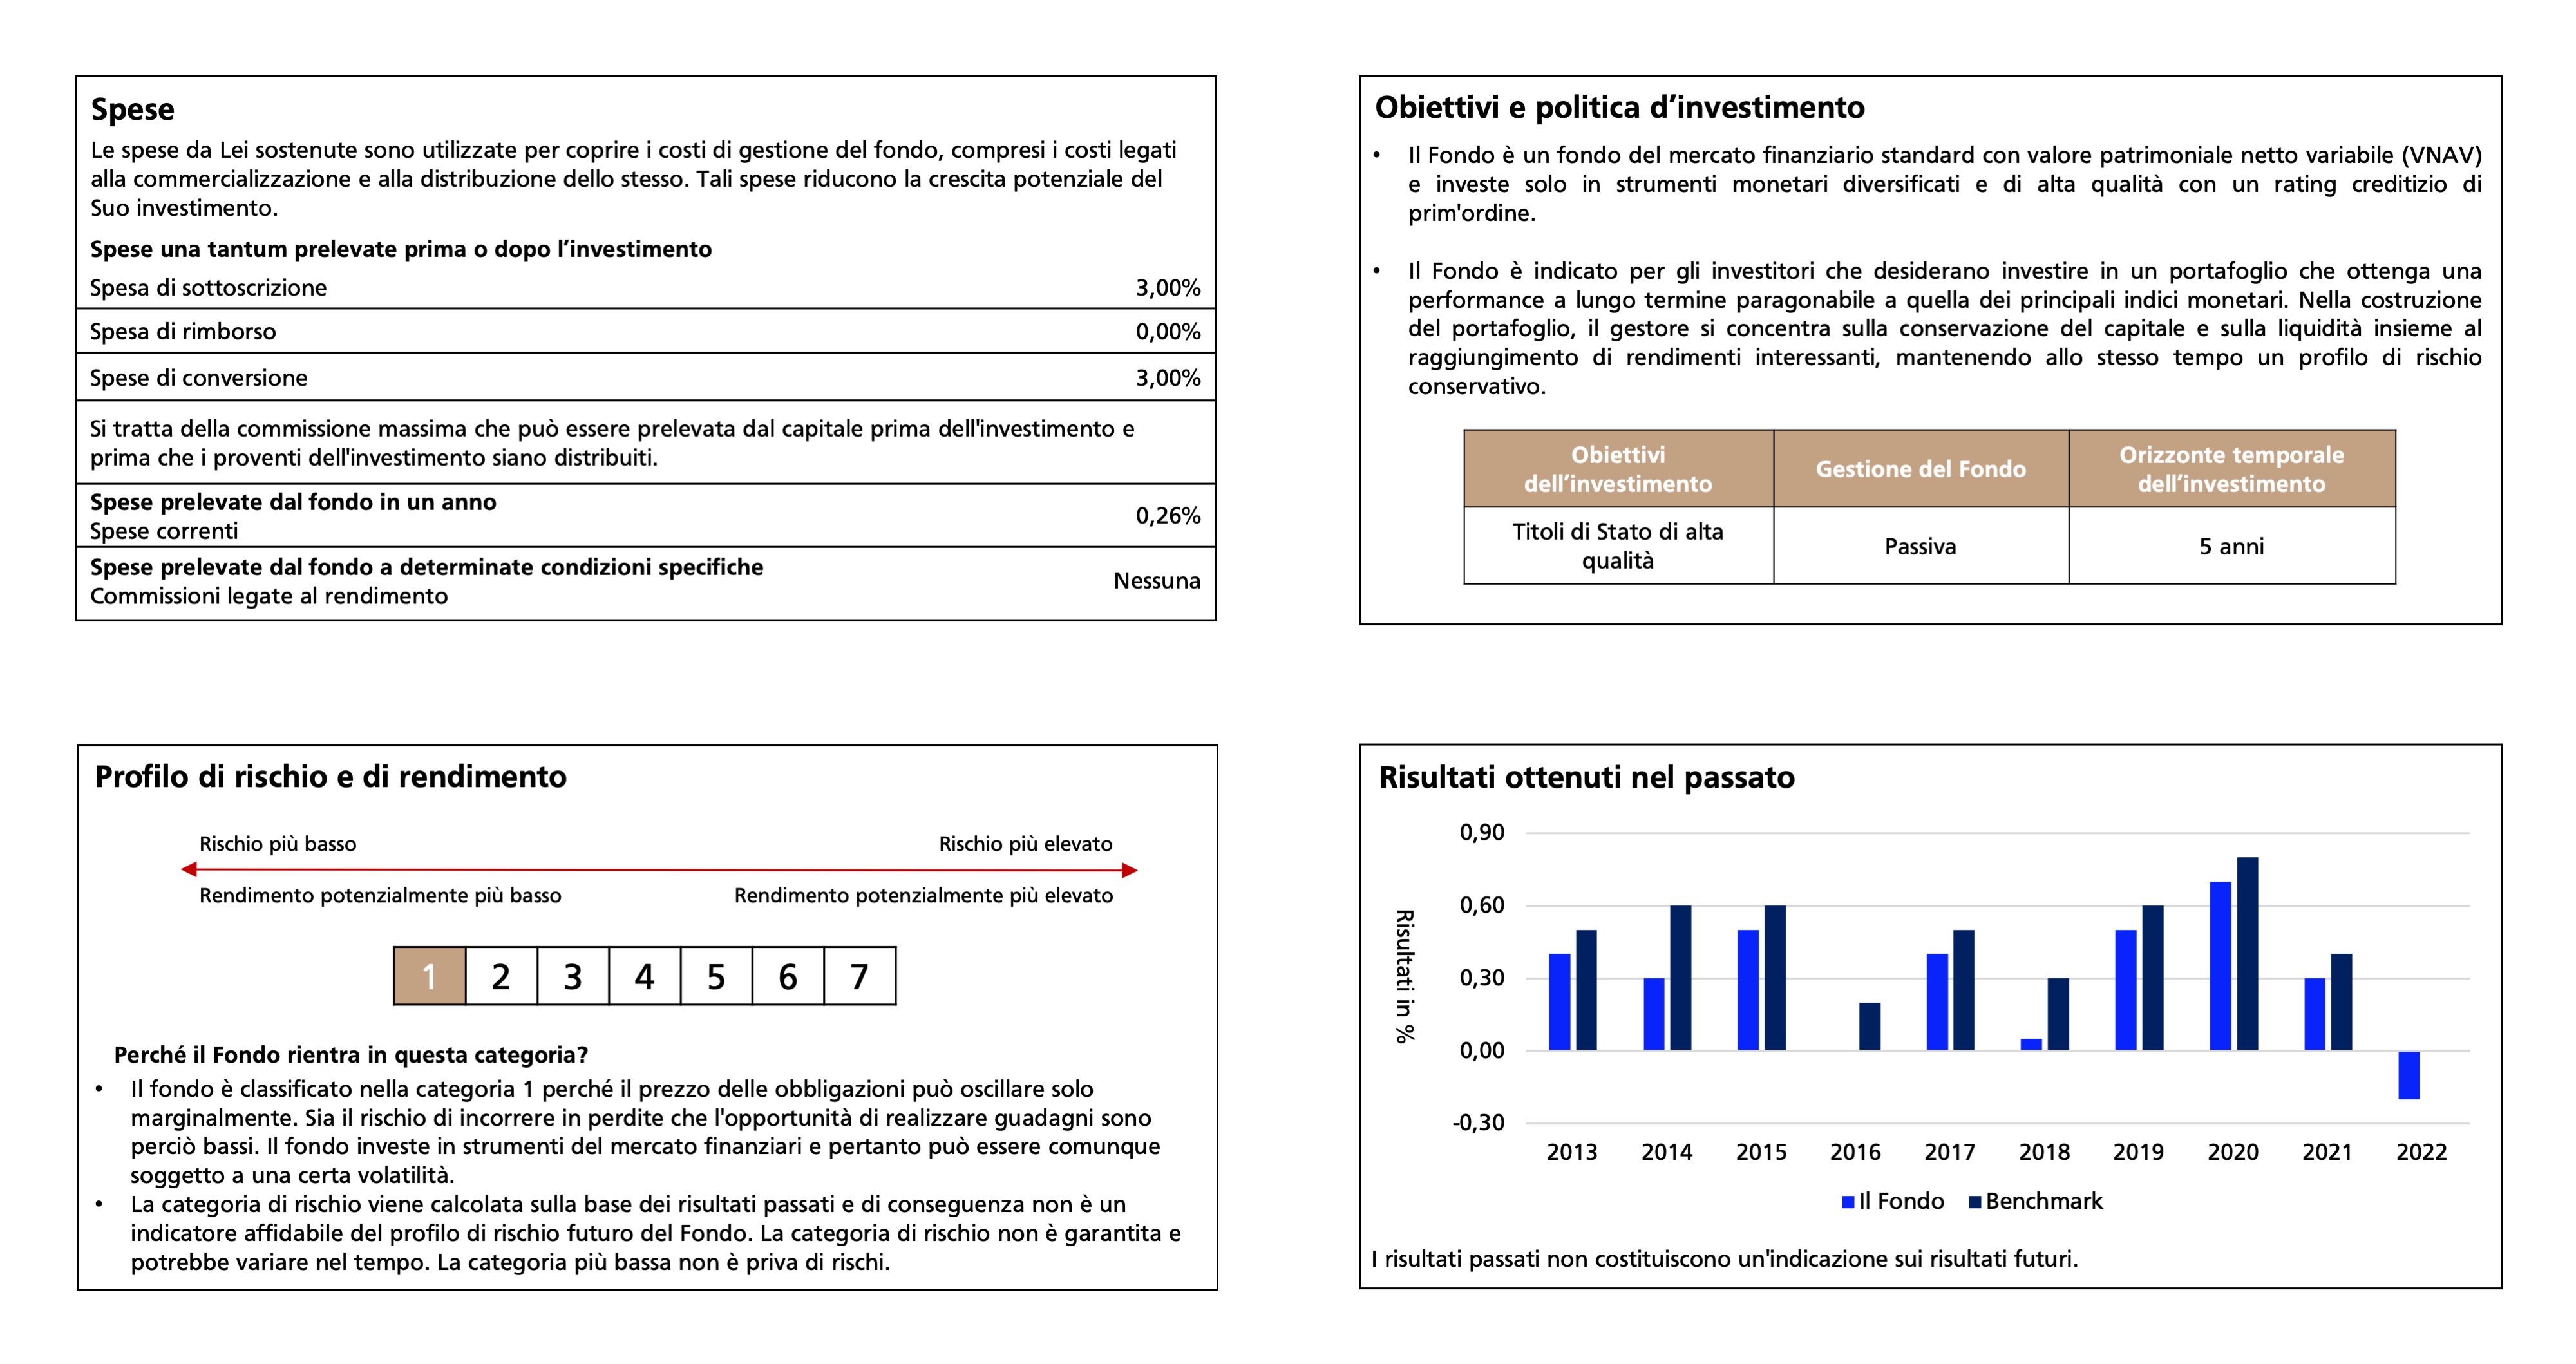 Spese
Le spese da Lei sostenute sono utilizzate per coprire i costi di gestione del fondo, compresi i costi legati
alla commercializzazione e alla distribuzione dello stesso. Tali spese riducono la crescita potenziale del
Suo investimento.
Spese una tantum prelevate prima o dopo l’investimento
Spesa di sottoscrizione 3,00%
Spesa di rimborso 0,00%
Spese di conversione 3,00%
Si tratta della commissione massima che può essere prelevata dal capitale prima dell'investimento e
prima che i proventi dell'investimento siano distribuiti.
Spese prelevate dal fondo in un anno
Spese correnti 0,26%
Spese prelevate dal fondo a determinate condizioni specifiche
Commissioni legate al rendimento Nessuna
Obiettivi e politica d’investimento
• Il Fondo è un fondo del mercato finanziario standard con valore patrimoniale netto variabile (VNAV)
e investe solo in strumenti monetari diversificati e di alta qualità con un rating creditizio di
prim'ordine.
• Il Fondo è indicato per gli investitori che desiderano investire in un portafoglio che ottenga una
performance a lungo termine paragonabile a quella dei principali indici monetari. Nella costruzione
del portafoglio, il gestore si concentra sulla conservazione del capitale e sulla liquidità insieme al
raggiungimento di rendimenti interessanti, mantenendo allo stesso tempo un profilo di rischio
conservativo.
Obiettivi
dell’investimento
Gestione del Fondo
Orizzonte temporale
dell’investimento
Titoli di Stato di alta
qualità
Passiva
5 anni
Profilo di rischio e di rendimento
Rischio più basso Rischio più elevato
Rendimento potenzialmente più basso Rendimento potenzialmente più elevato
1 2 3 4 5 6 7
Perché il Fondo rientra in questa categoria?
• Il fondo è classificato nella categoria 1 perché il prezzo delle obbligazioni può oscillare solo
marginalmente. Sia il rischio di incorrere in perdite che l'opportunità di realizzare guadagni sono
perciò bassi. Il fondo investe in strumenti del mercato finanziari e pertanto può essere comunque
soggetto a una certa volatilità.
• La categoria di rischio viene calcolata sulla base dei risultati passati e di conseguenza non è un
indicatore affidabile del profilo di rischio futuro del Fondo. La categoria di rischio non è garantita e
potrebbe variare nel tempo. La categoria più bassa non è priva di rischi.
Risultati ottenuti nel passato
Risultati in %
0,90
0,60
0,30
0,00
-0,30
2013 2014 2015 2016 2017 2018 2019 2020 2021 2022
Il Fondo Benchmark
I risultati passati non costituiscono un'indicazione sui risultati futuri.